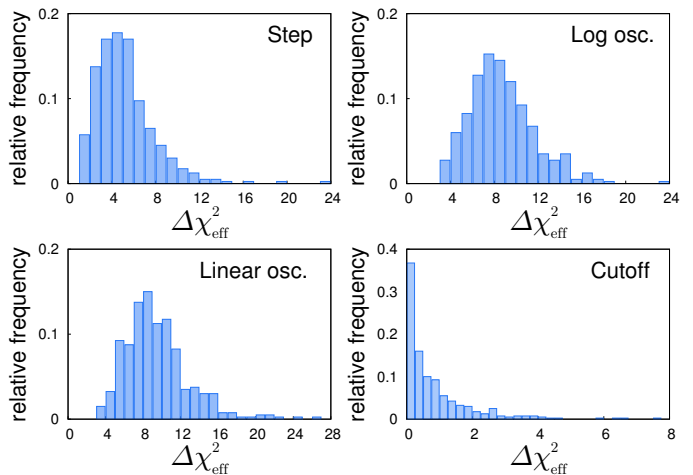 0.2
0.1
0
relative frequency
Step
0 4 8 12 16 20 24
Δχ²eff
0.2
0.1
0
relative frequency
Log osc.
0 4 8 12 16 20 24
Δχ²eff
0.2
0.1
0
relative frequency
Linear osc.
0 4 8 12 16 20 24 28
Δχ²eff
0.4
0.3
0.2
0.1
0
relative frequency
Cutoff
0 2 4 6 8
Δχ²eff